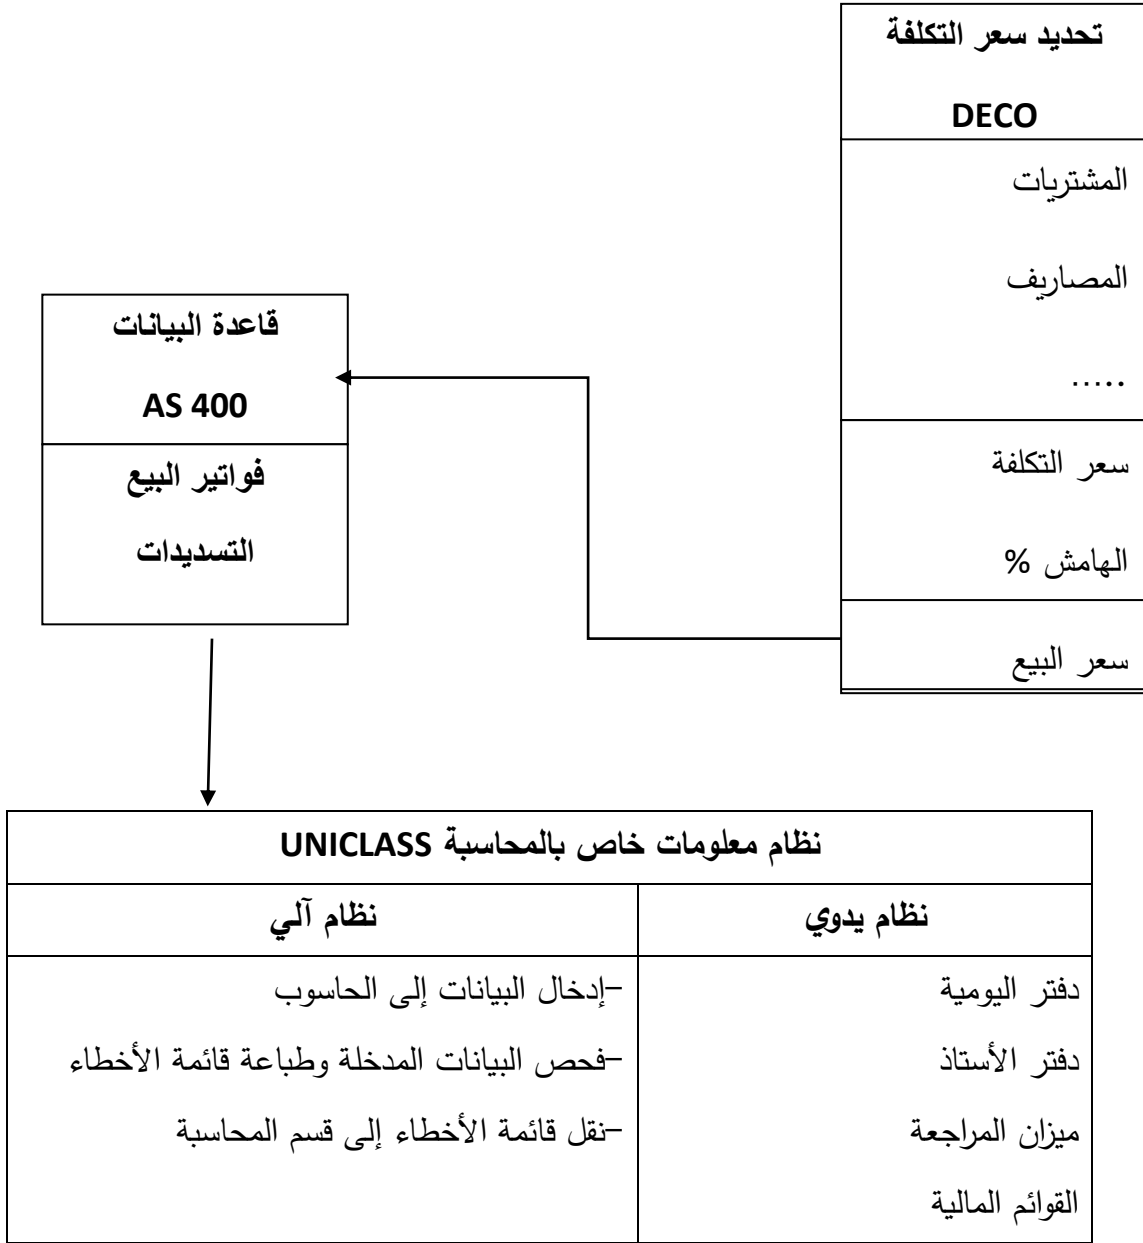 تحديد سعر التكلفة
DECO
المشتريات
المصاريف
.....
سعر التكلفة
الهامش %
سعر البيع
قاعدة البيانات
AS 400
فواتير البيع
التسديدات
نظام معلومات خاص بالمحاسبة UNICLASS
نظام يدوي
دفتر اليومية
دفتر الأستاذ
ميزان المراجعة
القوائم المالية
نظام آلي
-إدخال البيانات إلى الحاسوب
-فحص البيانات المدخلة وطباعة قائمة الأخطاء
-نقل قائمة الأخطاء إلى قسم المحاسبة